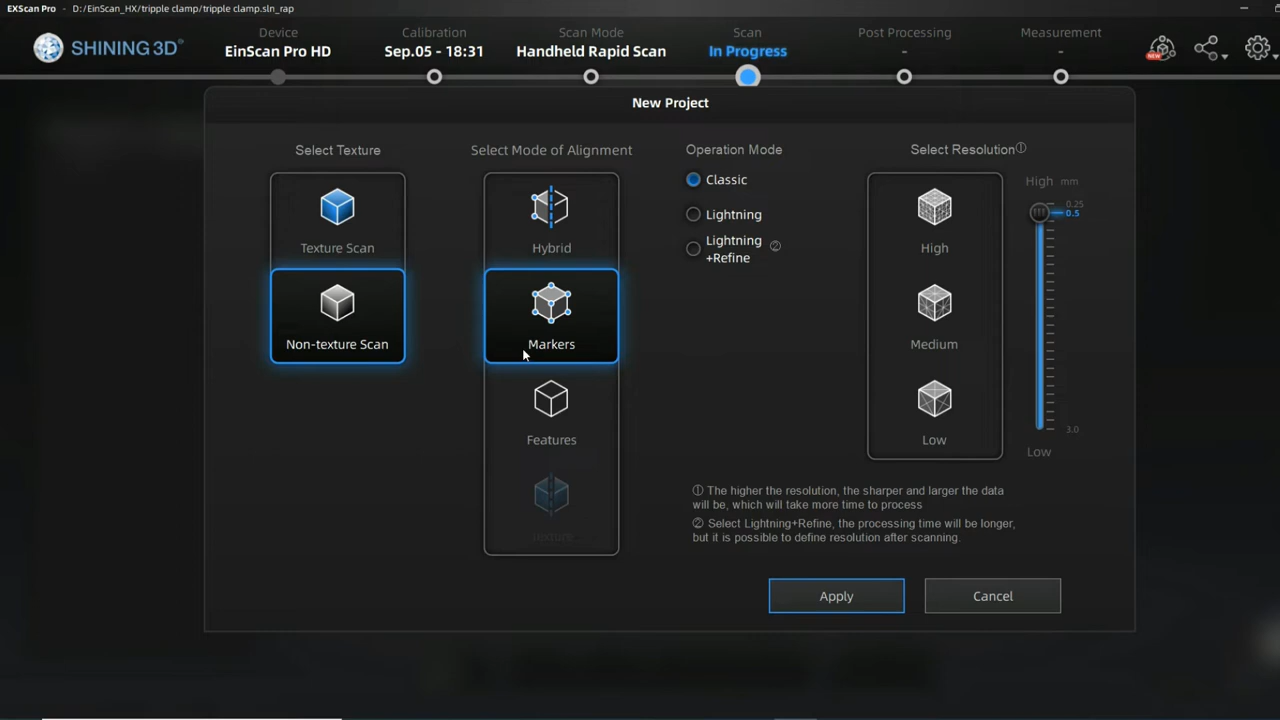 EXScan Pro - D:/EinScan_HX/tripple clamp/tripple clamp.sln_rap
SHINING 3D®
Device
EinScan Pro HD
Calibration
Sep.05 - 18:31
Scan Mode
Handheld Rapid Scan
Scan
In Progress
Post Processing
-
Measurement
-
NEW
New Project
Select Texture
Texture Scan
Non-texture Scan
Select Mode of Alignment
Hybrid
Markers
Features
Texture
Operation Mode
Classic
Lightning
Lightning ②
+Refine
Select Resolution①
High
Medium
Low
High mm
0.25
0.5
3.0
Low
① The higher the resolution, the sharper and larger the data
will be, which will take more time to process
② Select Lightning+Refine, the processing time will be longer,
but it is possible to define resolution after scanning.
Apply
Cancel